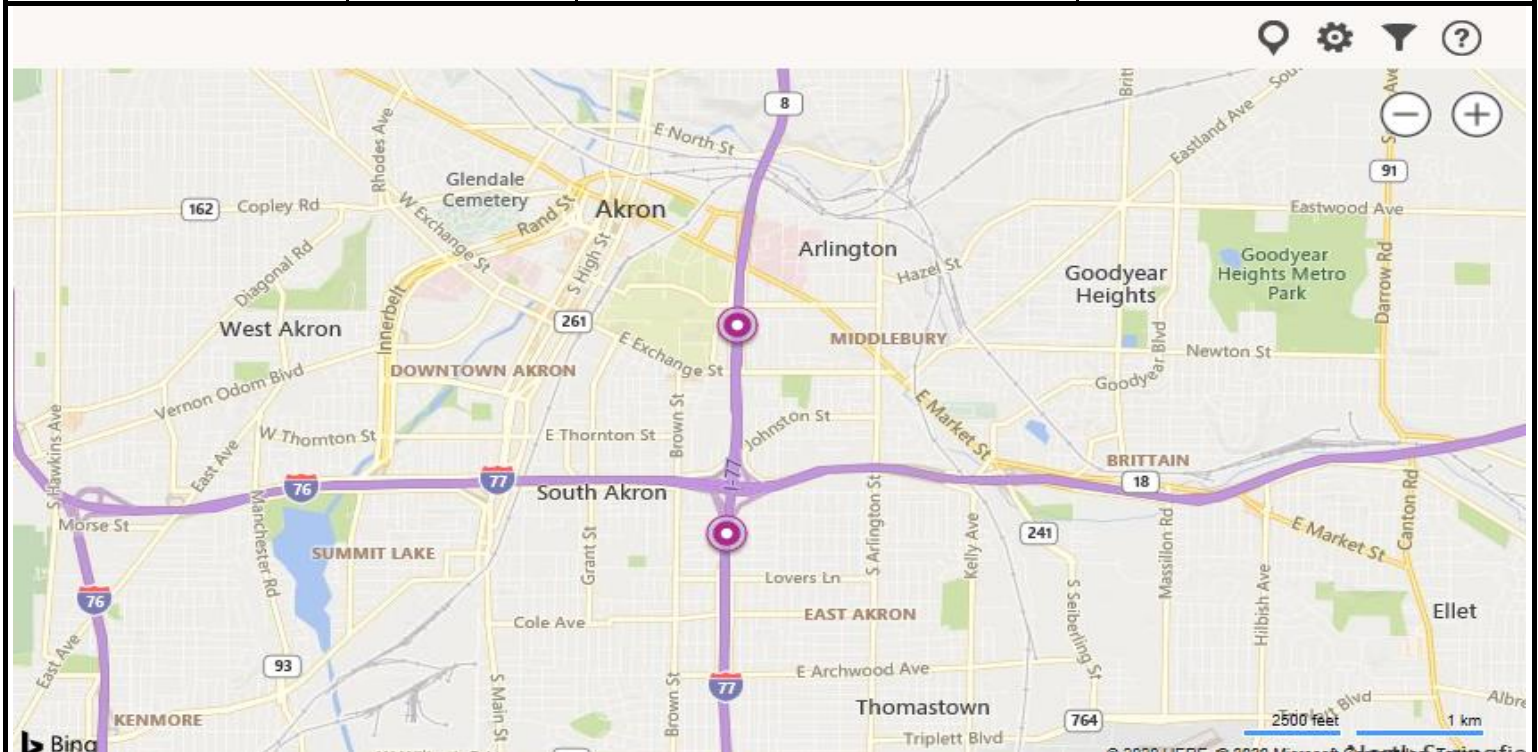 ?
8
Britt
Eastland Ave
Sou
S
Ave
E North St
Rhodes Ave
91
Glendale
Cemetery
162
Copley Rd
W Exchange St
Rand St
Akron
Eastwood Ave
S High St
Arlington
Diagonal Rd
Hazel St
Goodyear
Heights
Goodyear
Heights Metro
Park
Darrow Rd
West Akron
Innerbelt
261
E Exchange St
MIDDLEBURY
Goodyear Blvd
Newton St
DOWNTOWN AKRON
Vernon Odom Blvd
S Hawkins Ave
W Thornton St
E Thornton St
Brown St
Johnston St
E Market St
East Ave
BRITTAIN
76
77
South Akron
I-77
18
Morse St
Manchester Rd
SUMMIT LAKE
Grant St
S Arlington St
Kelly Ave
241
Massillon Rd
E Market St
Canton Rd
Lovers Ln
76
Cole Ave
EAST AKRON
S Seiberling St
Hilbish Ave
Ellet
East Ave
93
E Archwood Ave
77
S Main St
Brown St
Thomastown
KENMORE
764
Triplett Blvd
2500 feet
1 km
Albre
Bing
Triplett Blvd